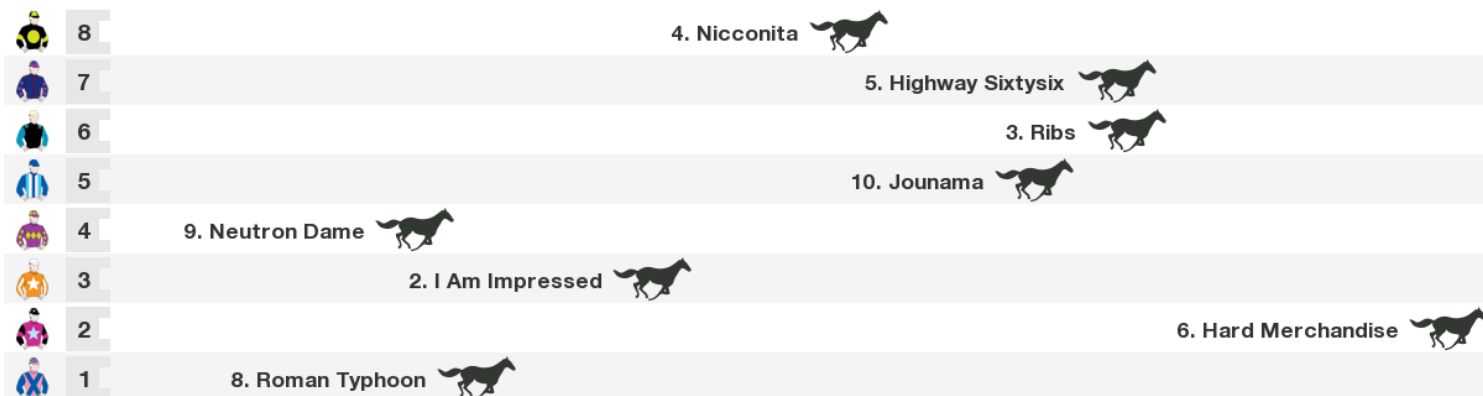 8 4. Nicconita
7 5. Highway Sixtysix
6 3. Ribs
5 10. Jounama
4 9. Neutron Dame
3 2. I Am Impressed
2 6. Hard Merchandise
1 8. Roman Typhoon